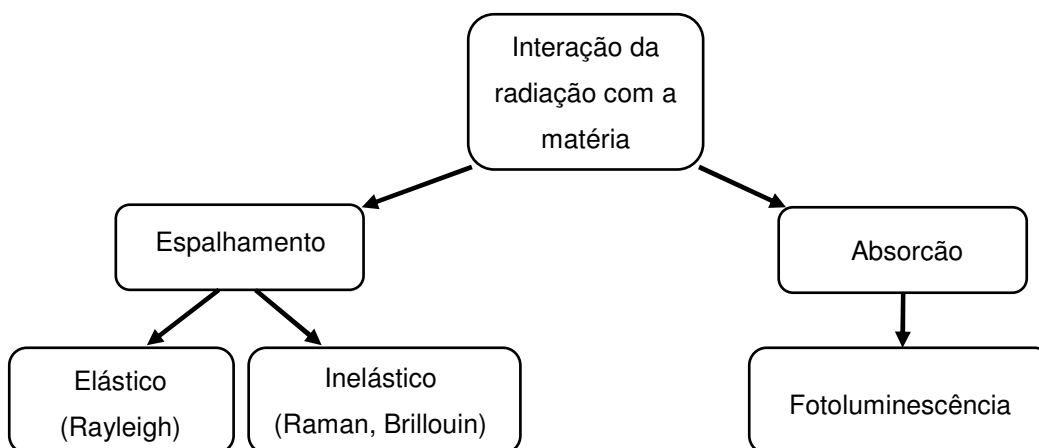 Interação da
radiação com a
matéria
Espalhamento
Absorcão
Elástico
(Rayleigh)
Inelástico
(Raman, Brillouin)
Fotoluminescência